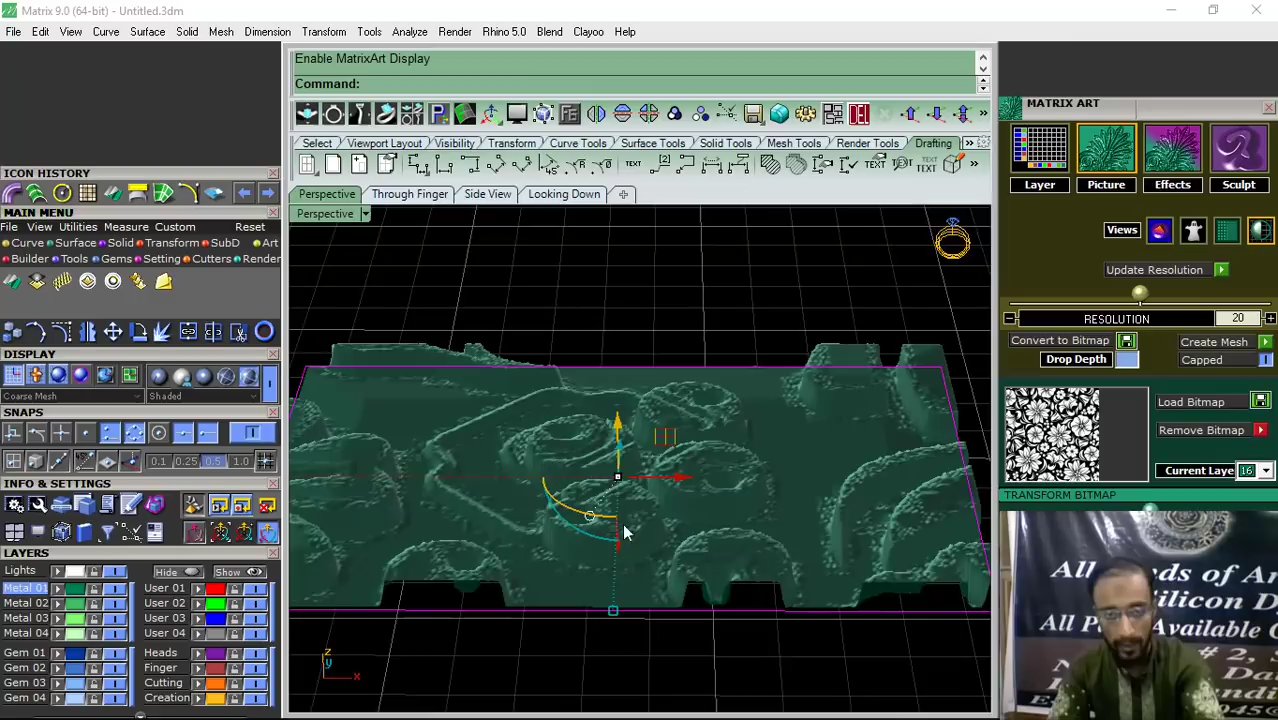 Matrix 9.0 (64-bit) - Untitled.3dm
File Edit View Curve Surface Solid Mesh Dimension Transform Tools Analyze Render Rhino 5.0 Blend Clayoo Help
Enable MatrixArt Display
Command:
Select Viewport Layout Visibility Transform Curve Tools Surface Tools Solid Tools Mesh Tools Render Tools Drafting
Perspective Through Finger Side View Looking Down
Perspective
ICON HISTORY
MAIN MENU
File View Utilities Measure Custom Reset
Curve Surface Solid Transform SubD Art
Builder Tools Gems Setting Cutters Render
DISPLAY
Coarse Mesh Shaded
SNAPS
0.1 0.25 0.5 1.0
INFO & SETTINGS
LAYERS
Lights Hide Show
Metal 01 User 01
Metal 02 User 02
Metal 03 User 03
Metal 04 User 04
Gem 01 Heads
Gem 02 Finger
Gem 03 Cutting
Gem 04 Creation
z
y
x
MATRIX ART
Layer Picture Effects Sculpt
Views
Update Resolution
RESOLUTION 20
Convert to Bitmap Create Mesh
Drop Depth Capped
Load Bitmap
Remove Bitmap
Current Laye 16
TRANSFORM BITMAP